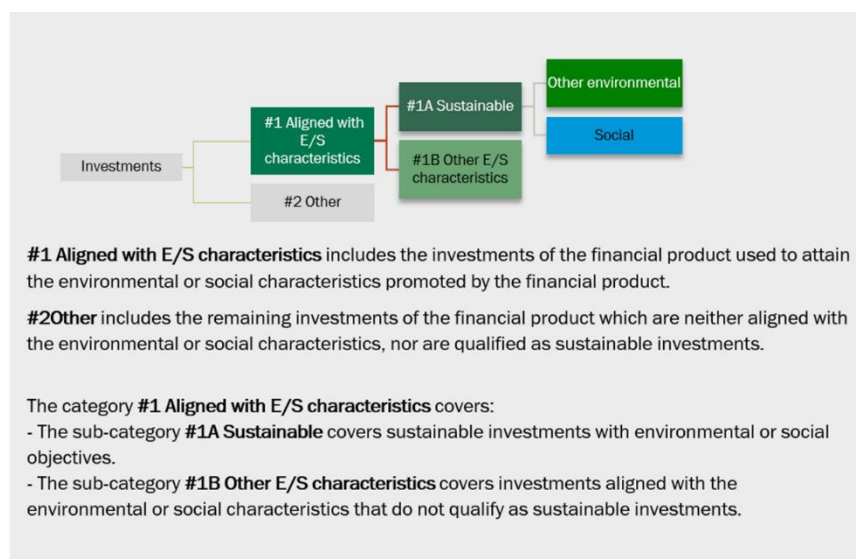 Other environmental
#1A Sustainable
#1 Aligned with
E/S
characteristics
Social
#1B Other E/S
characteristics
Investments
#2 Other
#1 Aligned with E/S characteristics includes the investments of the financial product used to attain
the environmental or social characteristics promoted by the financial product.
#2Other includes the remaining investments of the financial product which are neither aligned with
the environmental or social characteristics, nor are qualified as sustainable investments.
The category #1 Aligned with E/S characteristics covers:
- The sub-category #1A Sustainable covers sustainable investments with environmental or social
objectives.
- The sub-category #1B Other E/S characteristics covers investments aligned with the
environmental or social characteristics that do not qualify as sustainable investments.